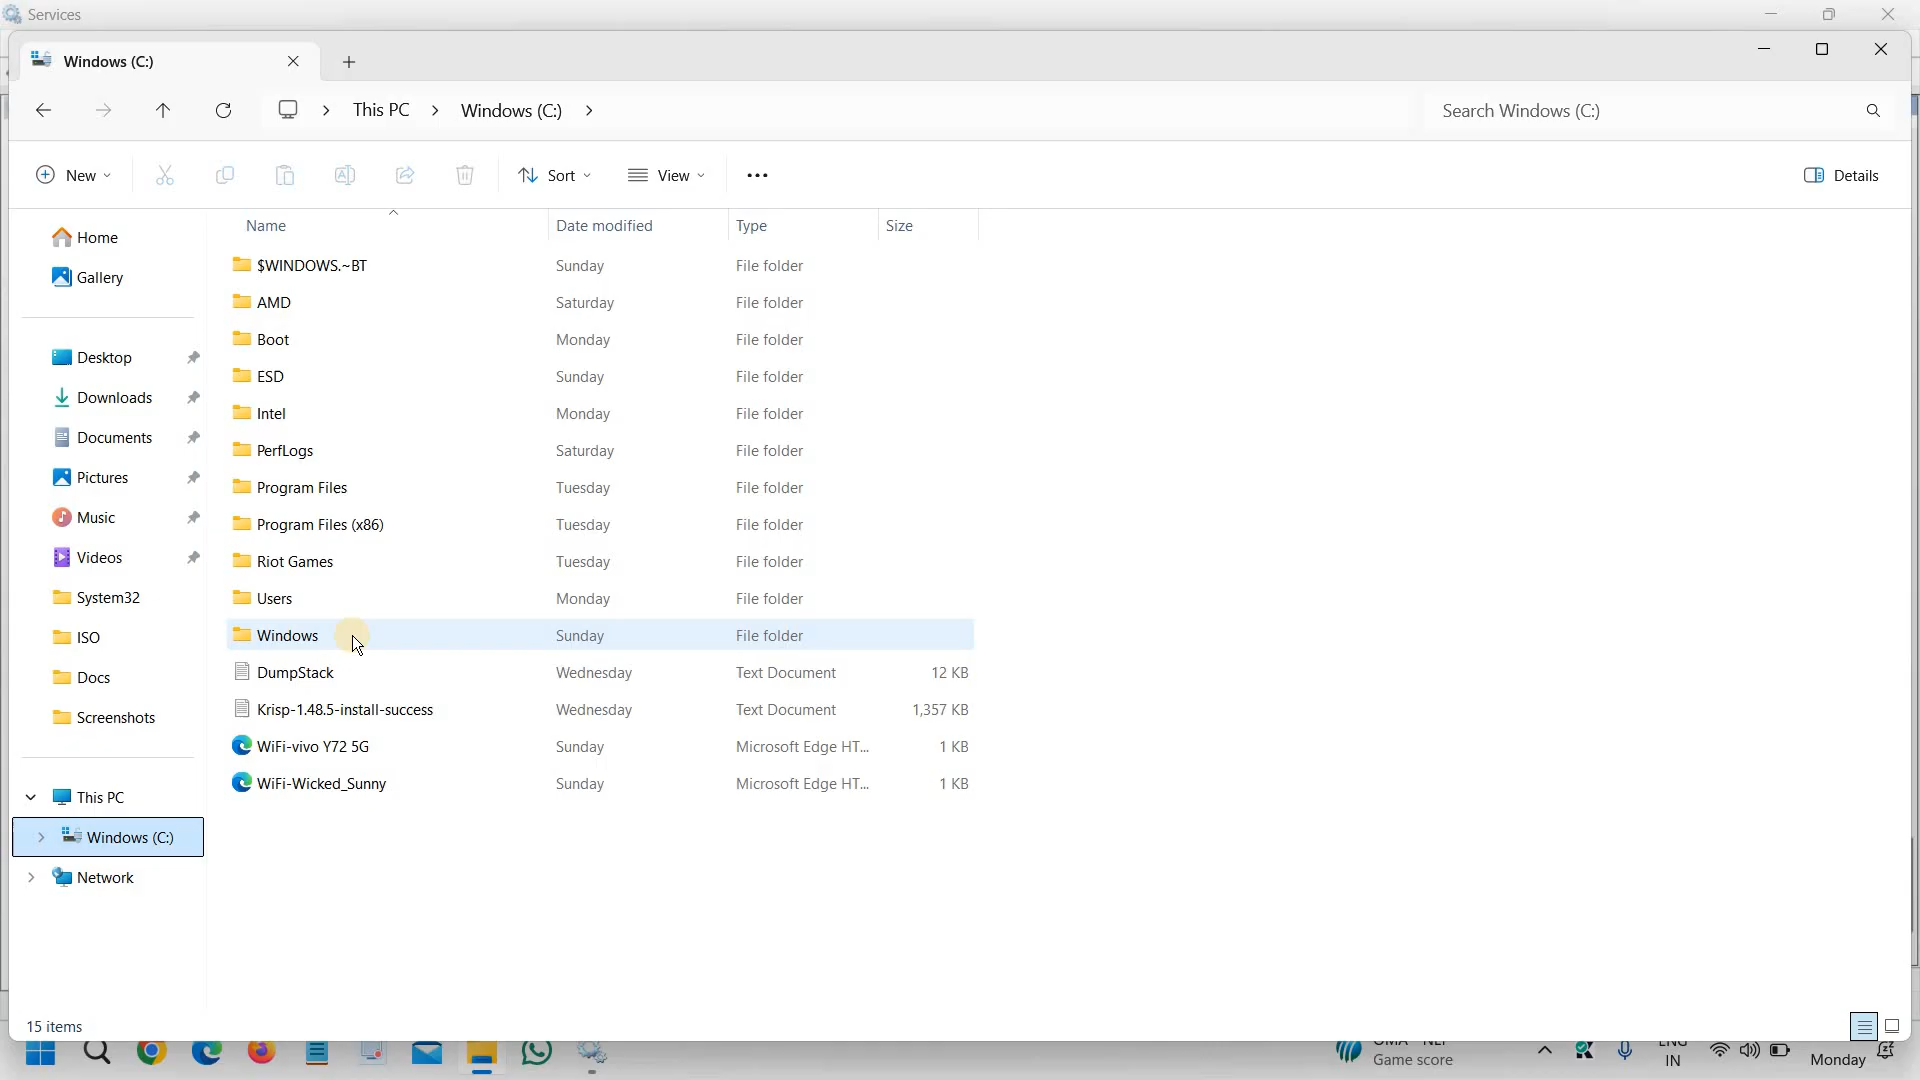 Services
Windows (C:)
This PC > Windows (C:) >
Search Windows (C:)
New
Sort
View
Details
Name Date modified Type Size
Home
Gallery
Desktop
Downloads
Documents
Pictures
Music
Videos
System32
ISO
Docs
Screenshots
This PC
Windows (C:)
Network
$WINDOWS.~BT Sunday File folder
AMD Saturday File folder
Boot Monday File folder
ESD Sunday File folder
Intel Monday File folder
PerfLogs Saturday File folder
Program Files Tuesday File folder
Program Files (x86) Tuesday File folder
Riot Games Tuesday File folder
Users Monday File folder
Windows Sunday File folder
DumpStack Wednesday Text Document 12 KB
Krisp-1.48.5-install-success Wednesday Text Document 1,357 KB
WiFi-vivo Y72 5G Sunday Microsoft Edge HT... 1 KB
WiFi-Wicked_Sunny Sunday Microsoft Edge HT... 1 KB
15 items
Game score
ENG
IN
Monday